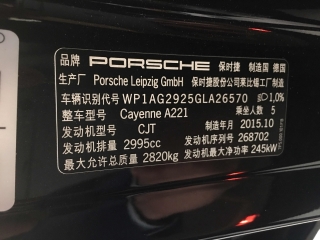 品牌 PORSCHE 保时捷 制造国 德国
生产厂 Porsche Leipzig GmbH 保时捷股份公司莱比锡工厂制造
车辆识别代号 WP1AG2925GLA26570 1,0%
整车型号 Cayenne A221 乘坐人数 5
发动机型号 CJT 制造年月 2015.10
发动机排量 2995cc 发动机序列号 268702
最大允许总质量 2820kg 发动机最大净功率 245kW